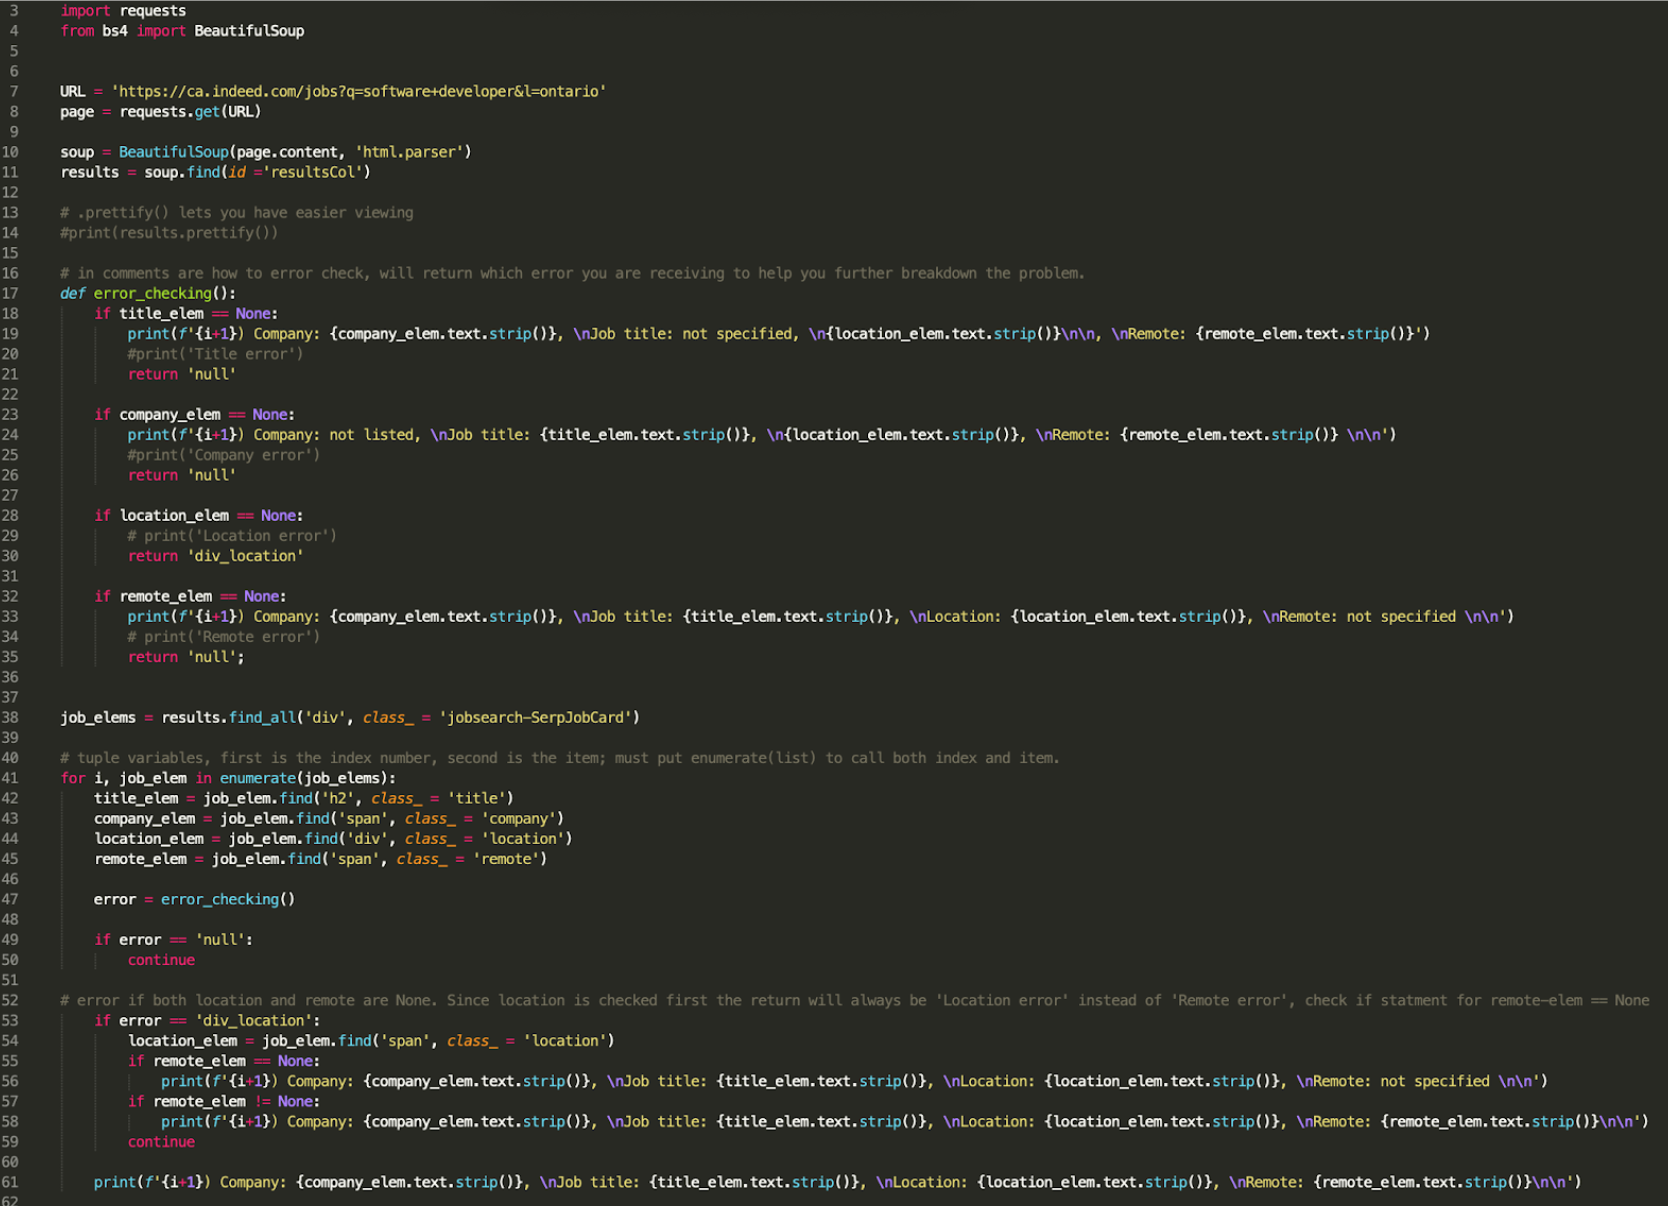 3 import requests
4 from bs4 import BeautifulSoup
5
6
7 URL = 'https://ca.indeed.com/jobs?q=software+developer&l=ontario'
8 page = requests.get(URL)
9
10 soup = BeautifulSoup(page.content, 'html.parser')
11 results = soup.find(id ='resultsCol')
12
13 # .prettify() lets you have easier viewing
14 #print(results.prettify())
15
16 # in comments are how to error check, will return which error you are receiving to help you further breakdown the problem.
17 def error_checking():
18     if title_elem == None:
19         print(f'{i+1}) Company: {company_elem.text.strip()}, \nJob title: not specified, \n{location_elem.text.strip()}\n\n, \nRemote: {remote_elem.text.strip()}')
20         #print('Title error')
21         return 'null'
22
23     if company_elem == None:
24         print(f'{i+1}) Company: not listed, \nJob title: {title_elem.text.strip()}, \n{location_elem.text.strip()}, \nRemote: {remote_elem.text.strip()} \n\n')
25         #print('Company error')
26         return 'null'
27
28     if location_elem == None:
29         # print('Location error')
30         return 'div_location'
31
32     if remote_elem == None:
33         print(f'{i+1}) Company: {company_elem.text.strip()}, \nJob title: {title_elem.text.strip()}, \nLocation: {location_elem.text.strip()}, \nRemote: not specified \n\n')
34         # print('Remote error')
35         return 'null';
36
37
38 job_elems = results.find_all('div', class_ = 'jobsearch-SerpJobCard')
39
40 # tuple variables, first is the index number, second is the item; must put enumerate(list) to call both index and item.
41 for i, job_elem in enumerate(job_elems):
42     title_elem = job_elem.find('h2', class_ = 'title')
43     company_elem = job_elem.find('span', class_ = 'company')
44     location_elem = job_elem.find('div', class_ = 'location')
45     remote_elem = job_elem.find('span', class_ = 'remote')
46
47     error = error_checking()
48
49     if error == 'null':
50         continue
51
52 # error if both location and remote are None. Since location is checked first the return will always be 'Location error' instead of 'Remote error', check if statment for remote-elem == None
53     if error == 'div_location':
54         location_elem = job_elem.find('span', class_ = 'location')
55         if remote_elem == None:
56             print(f'{i+1}) Company: {company_elem.text.strip()}, \nJob title: {title_elem.text.strip()}, \nLocation: {location_elem.text.strip()}, \nRemote: not specified \n\n')
57         if remote_elem != None:
58             print(f'{i+1}) Company: {company_elem.text.strip()}, \nJob title: {title_elem.text.strip()}, \nLocation: {location_elem.text.strip()}, \nRemote: {remote_elem.text.strip()}\n\n')
59         continue
60
61     print(f'{i+1}) Company: {company_elem.text.strip()}, \nJob title: {title_elem.text.strip()}, \nLocation: {location_elem.text.strip()}, \nRemote: {remote_elem.text.strip()}\n\n')
62